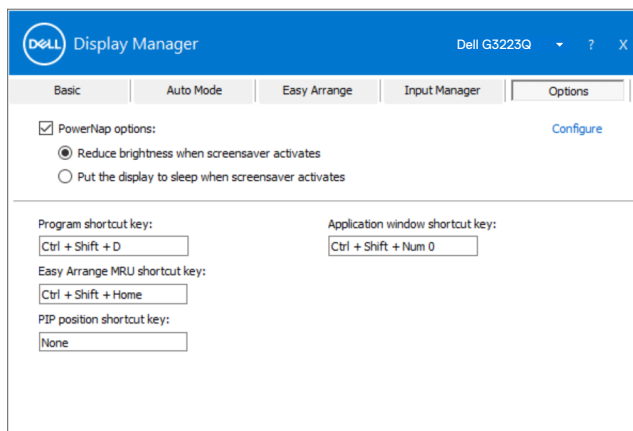 DELL Display Manager Dell G3223Q ? X
Basic Auto Mode Easy Arrange Input Manager Options
PowerNap options: Configure
Reduce brightness when screensaver activates
Put the display to sleep when screensaver activates
Program shortcut key: Application window shortcut key:
Ctrl + Shift + D Ctrl + Shift + Num 0
Easy Arrange MRU shortcut key:
Ctrl + Shift + Home
PIP position shortcut key:
None